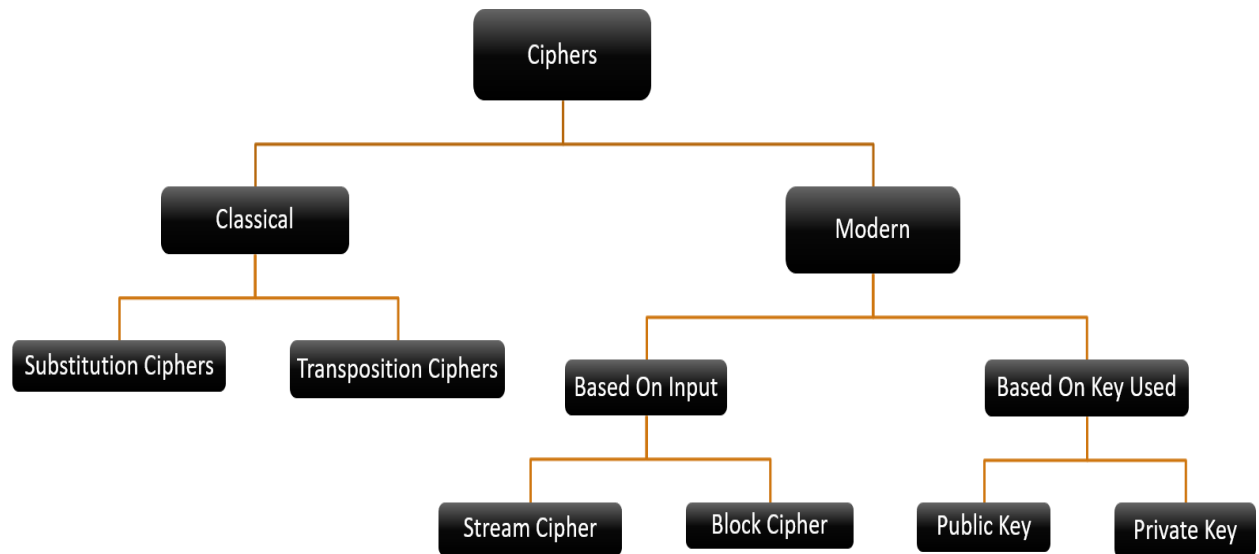 Ciphers
Classical
Modern
Substitution Ciphers
Transposition Ciphers
Based On Input
Based On Key Used
Stream Cipher
Block Cipher
Public Key
Private Key